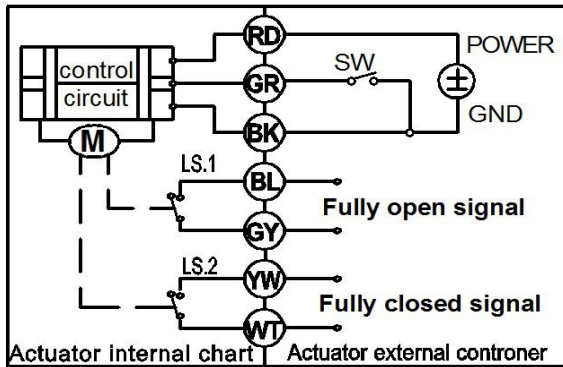 RD
POWER
control
circuit
SW
GR
±
GND
BK
M
LS.1
BL
Fully open signal
GY
LS.2
YW
Fully closed signal
WT
Actuator internal chart
Actuator external controner